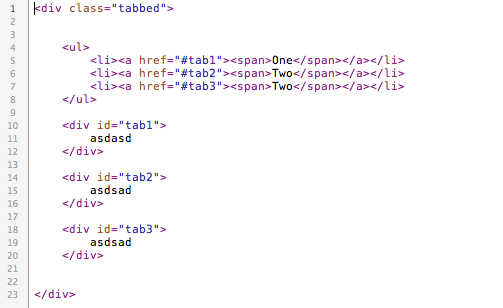 1 <div class="tabbed">
2
3
4 <ul>
5 <li><a href="#tab1"><span>One</span></a></li>
6 <li><a href="#tab2"><span>Two</span></a></li>
7 <li><a href="#tab3"><span>Two</span></a></li>
8 </ul>
9
10 <div id="tab1">
11 asdasd
12 </div>
13
14 <div id="tab2">
15 asdsad
16 </div>
17
18 <div id="tab3">
19 asdsad
20 </div>
21
22
23 </div>